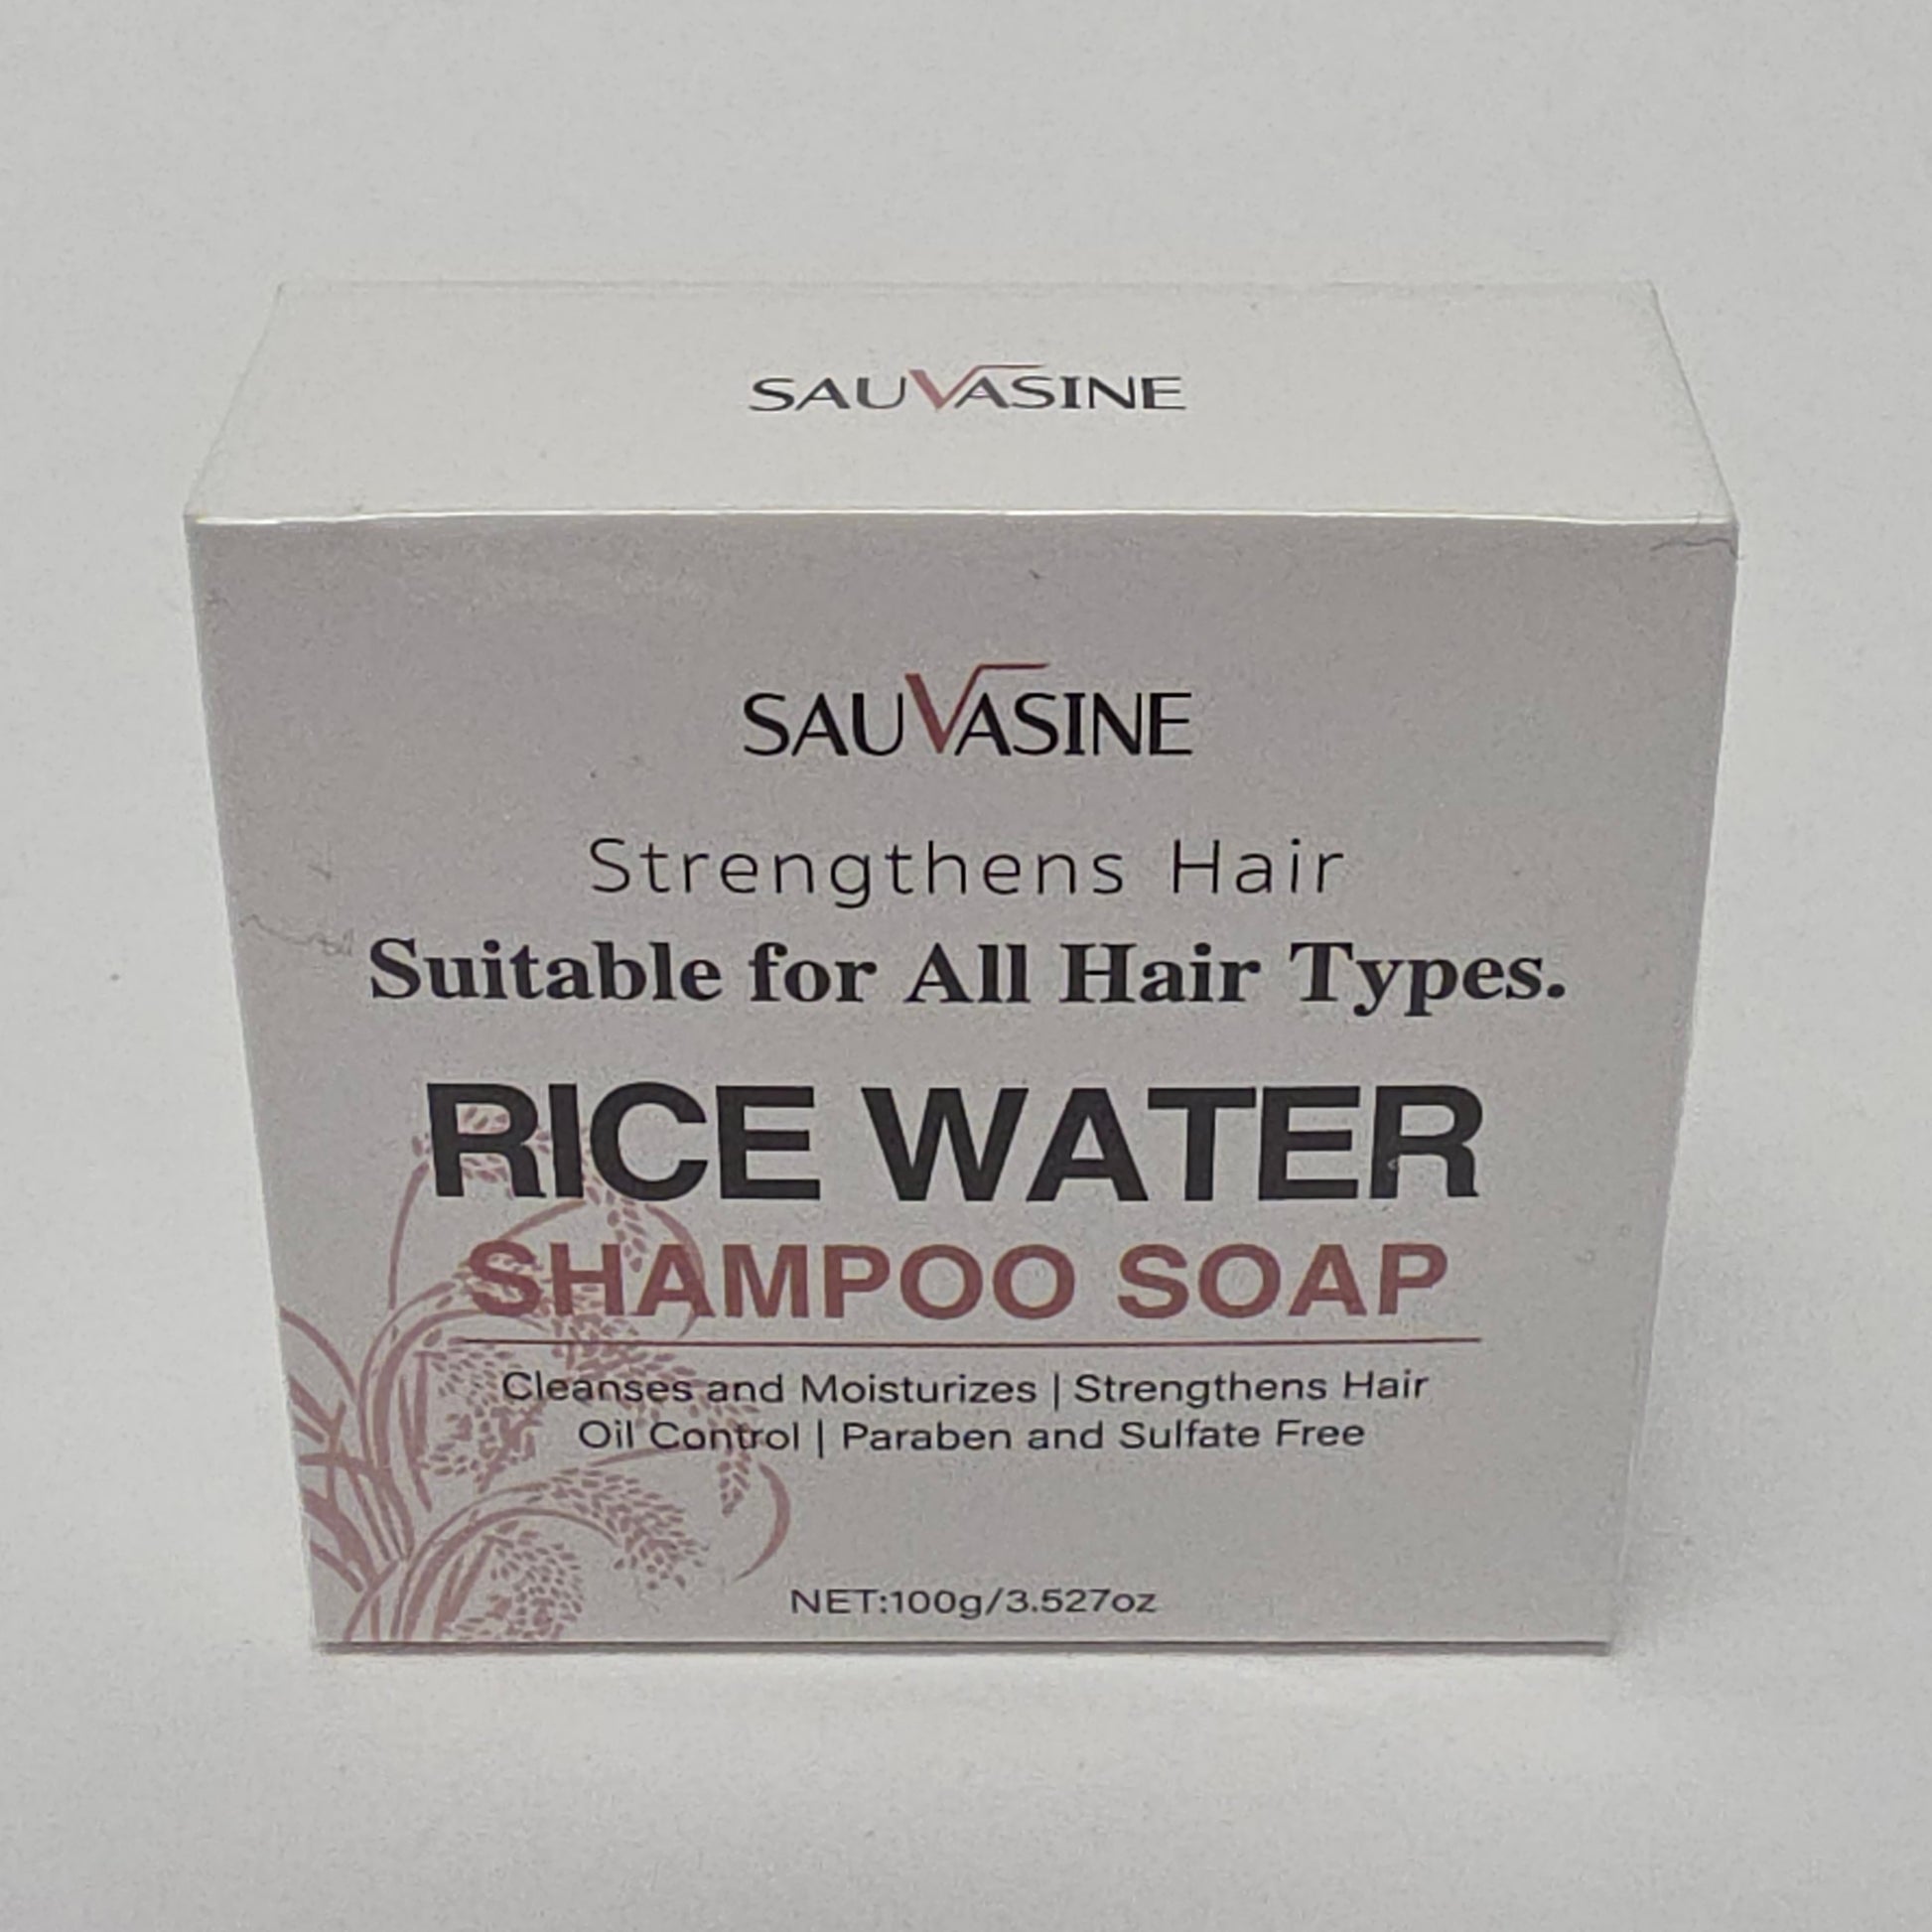 SAUVASINE
SAUVASINE
Strengthens Hair
Suitable for All Hair Types.
RICE WATER
SHAMPOO SOAP
Cleanses and Moisturizes | Strengthens Hair
Oil Control | Paraben and Sulfate Free
NET:100g/3.527oz